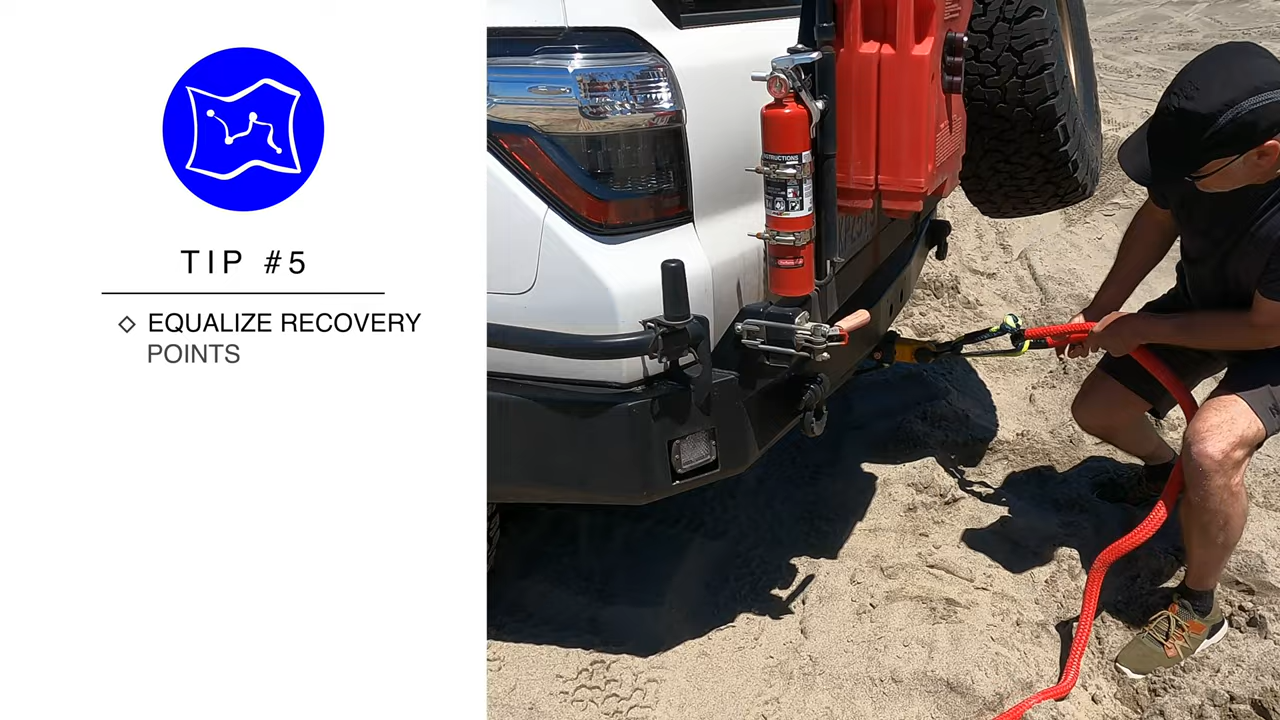 TIP #5
◇ EQUALIZE RECOVERY
POINTS
INSTRUCTIONS